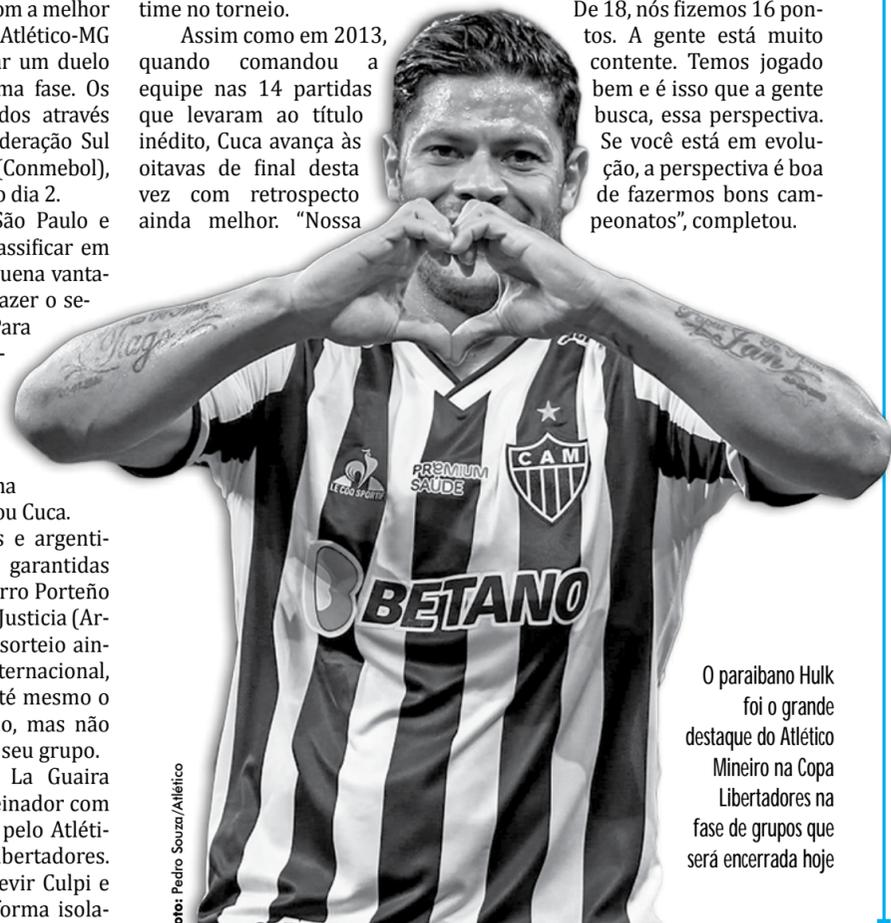 om a melhor
Atlético-MG
ar um duelo
ma fase. Os
dos através
deração Sul
(Conmebol),
o dia 2.
São Paulo e
assificar em
uena vanta-
azer o se-
Para
-
na
ou Cuca.
s e argenti-
garantidas
rro Porteño
Justicia (Ar-
sorteio ain-
ternacional,
té mesmo o
o, mas não
seu grupo.
La Guaira
einador com
pelo Atléti-
bertadores.
evir Culpi e
forma isola-
time no torneio.
Assim como em 2013,
quando comandou a
equipe nas 14 partidas
que levaram ao título
inédito, Cuca avança às
oitavas de final desta
vez com retrospecto
ainda melhor. “Nossa
De 18, nós fizemos 16 pon-
tos. A gente está muito
contente. Temos jogado
bem e é isso que a gente
busca, essa perspectiva.
Se você está em evolu-
ção, a perspectiva é boa
de fazermos bons cam-
peonatos”, completou.
Tiago
Ian
LE COQ SPORTIF
PREMIUM
SAÚDE
CAM
BETANO
O paraibano Hulk
foi o grande
destaque do Atlético
Mineiro na Copa
Libertadores na
fase de grupos que
será encerrada hoje
oto: Pedro Souza/Atlético